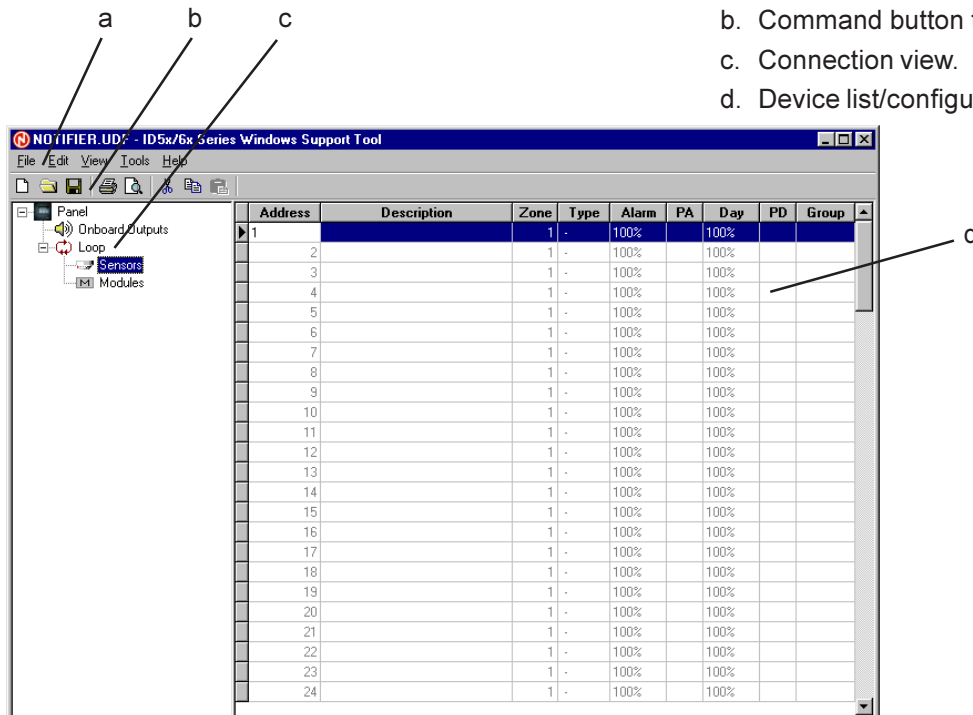 a b c
b. Command button
c. Connection view.
d. Device list/configu
NOTIFIER.UDF - ID5x/6x Series Windows Support Tool
File Edit View Tools Help
Panel
Onboard Outputs
Loop
Sensors
M Modules
Address Description Zone Type Alarm PA Day PD Group
1 1 - 100% 100%
2 1 - 100% 100%
3 1 - 100% 100%
4 1 - 100% 100%
5 1 - 100% 100%
6 1 - 100% 100%
7 1 - 100% 100%
8 1 - 100% 100%
9 1 - 100% 100%
10 1 - 100% 100%
11 1 - 100% 100%
12 1 - 100% 100%
13 1 - 100% 100%
14 1 - 100% 100%
15 1 - 100% 100%
16 1 - 100% 100%
17 1 - 100% 100%
18 1 - 100% 100%
19 1 - 100% 100%
20 1 - 100% 100%
21 1 - 100% 100%
22 1 - 100% 100%
23 1 - 100% 100%
24 1 - 100% 100%